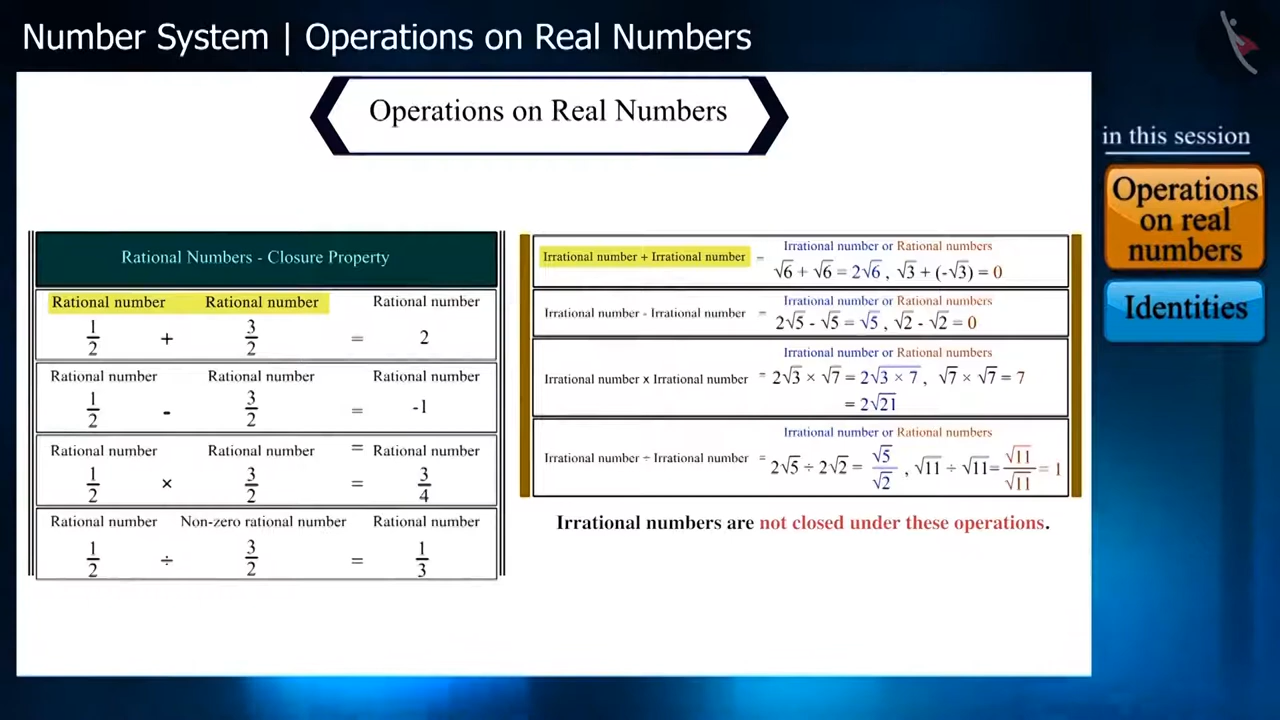 Number System | Operations on Real Numbers
Operations on Real Numbers
in this session
Operations
on real
numbers
Identities
Rational Numbers - Closure Property
Rational number Rational number Rational number
1/2 + 3/2 = 2
Rational number Rational number Rational number
1/2 - 3/2 = -1
Rational number Rational number = Rational number
1/2 × 3/2 = 3/4
Rational number Non-zero rational number Rational number
1/2 ÷ 3/2 = 1/3
Irrational number or Rational numbers
Irrational number + Irrational number =
√6 + √6 = 2√6 , √3 + (-√3) = 0
Irrational number or Rational numbers
Irrational number - Irrational number =
2√5 - √5 = √5 , √2 - √2 = 0
Irrational number or Rational numbers
Irrational number x Irrational number = 2√3 × √7 = 2√3 × 7 , √7 × √7 = 7
= 2√21
Irrational number or Rational numbers
Irrational number ÷ Irrational number = 2√5 ÷ 2√2 = √5/√2 , √11 ÷ √11 = √11/√11 = 1
Irrational numbers are not closed under these operations.